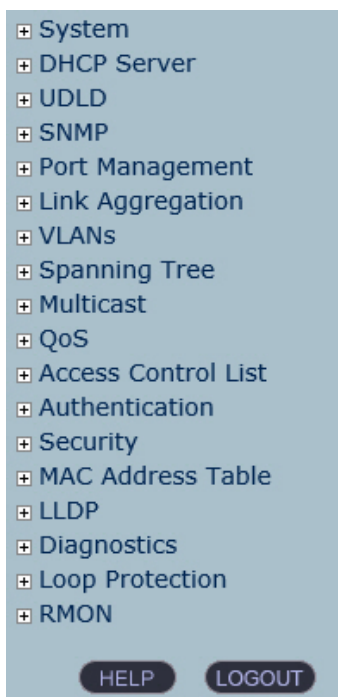 System
DHCP Server
UDLD
SNMP
Port Management
Link Aggregation
VLANs
Spanning Tree
Multicast
QoS
Access Control List
Authentication
Security
MAC Address Table
LLDP
Diagnostics
Loop Protection
RMON
HELP LOGOUT